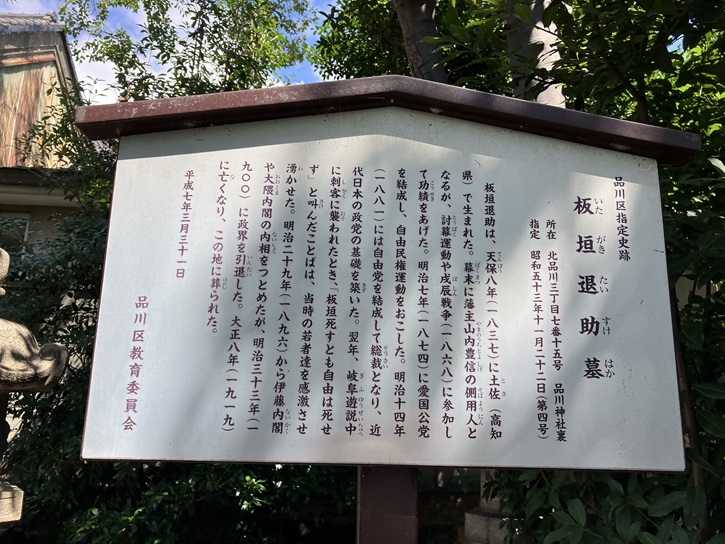 品川区指定史跡
板垣退助墓
いた がき たい すけ はか
所在 北品川三丁目七番十五号 品川神社裏
指定 昭和五十三年十一月二十二日(第四号)
板垣退助は、天保八年(一八三七)に土佐(高知
県)で生まれた。幕末に藩主山内豊信の側用人と
なるが、討幕運動や戊辰戦争(一八六八)に参加し
て功績をあげた。明治七年(一八七四)に愛国公党
を結成し、自由民権運動をおこした。明治十四年
(一八八一)には自由党を結成して総裁となり、近
代日本の政党の基礎を築いた。翌年、岐阜遊説中
に刺客に襲われたとき、「板垣死すとも自由は死せ
ず」と叫んだことばは、当時の若者達を感激させ
湧かせた。明治二十九年(一八九六)から伊藤内閣
や大隈内閣の内相をつとめたが、明治三十三年(一
九〇〇)に政界を引退した。大正八年(一九一九)
に亡くなり、この地に葬られた。
平成七年三月三十一日
品川区教育委員会